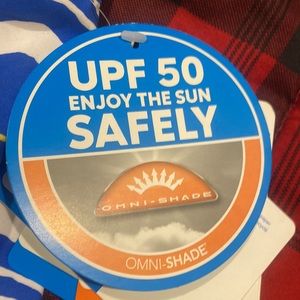 UPF 50
ENJOY THE SUN
SAFELY
OMNI-SHADE
OMNI-SHADE